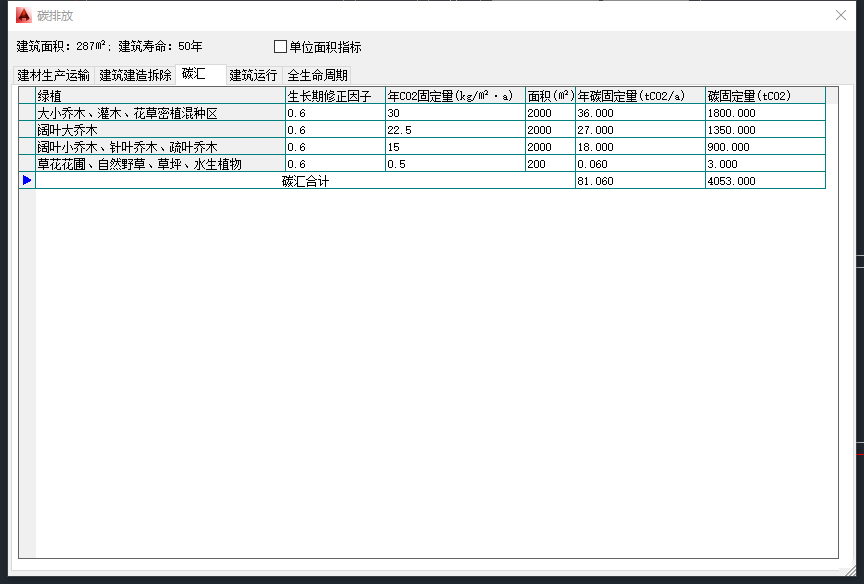 碳排放
建筑面积: 287㎡; 建筑寿命: 50年 单位面积指标
建材生产运输 建筑建造拆除 碳汇 建筑运行 全生命周期
绿植 生长期修正因子 年CO2固定量(kg/㎡·a) 面积(㎡) 年碳固定量(tCO2/a) 碳固定量(tCO2)
大小乔木、灌木、花草密植混种区 0.6 30 2000 36.000 1800.000
阔叶大乔木 0.6 22.5 2000 27.000 1350.000
阔叶小乔木、针叶乔木、疏叶乔木 0.6 15 2000 18.000 900.000
草花花圃、自然野草、草坪、水生植物 0.6 0.5 200 0.060 3.000
碳汇合计 81.060 4053.000